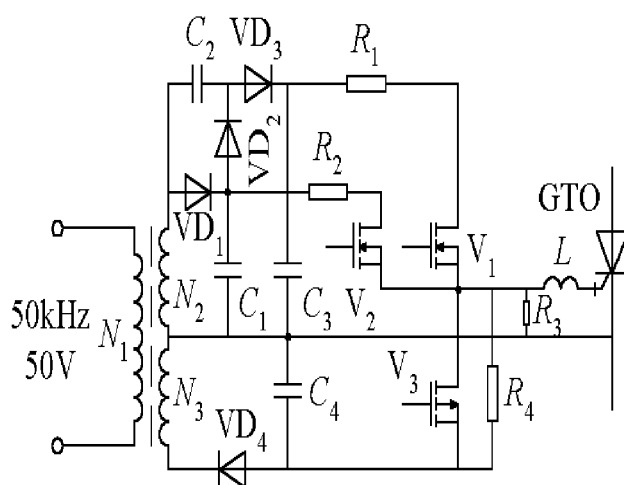 C2 VD3 R1
VD2
R2
GTO
VD1
V1
L
50kHz
50V
N1
N2
C1
C3
V2
R3
N3
C4
V3
R4
VD4